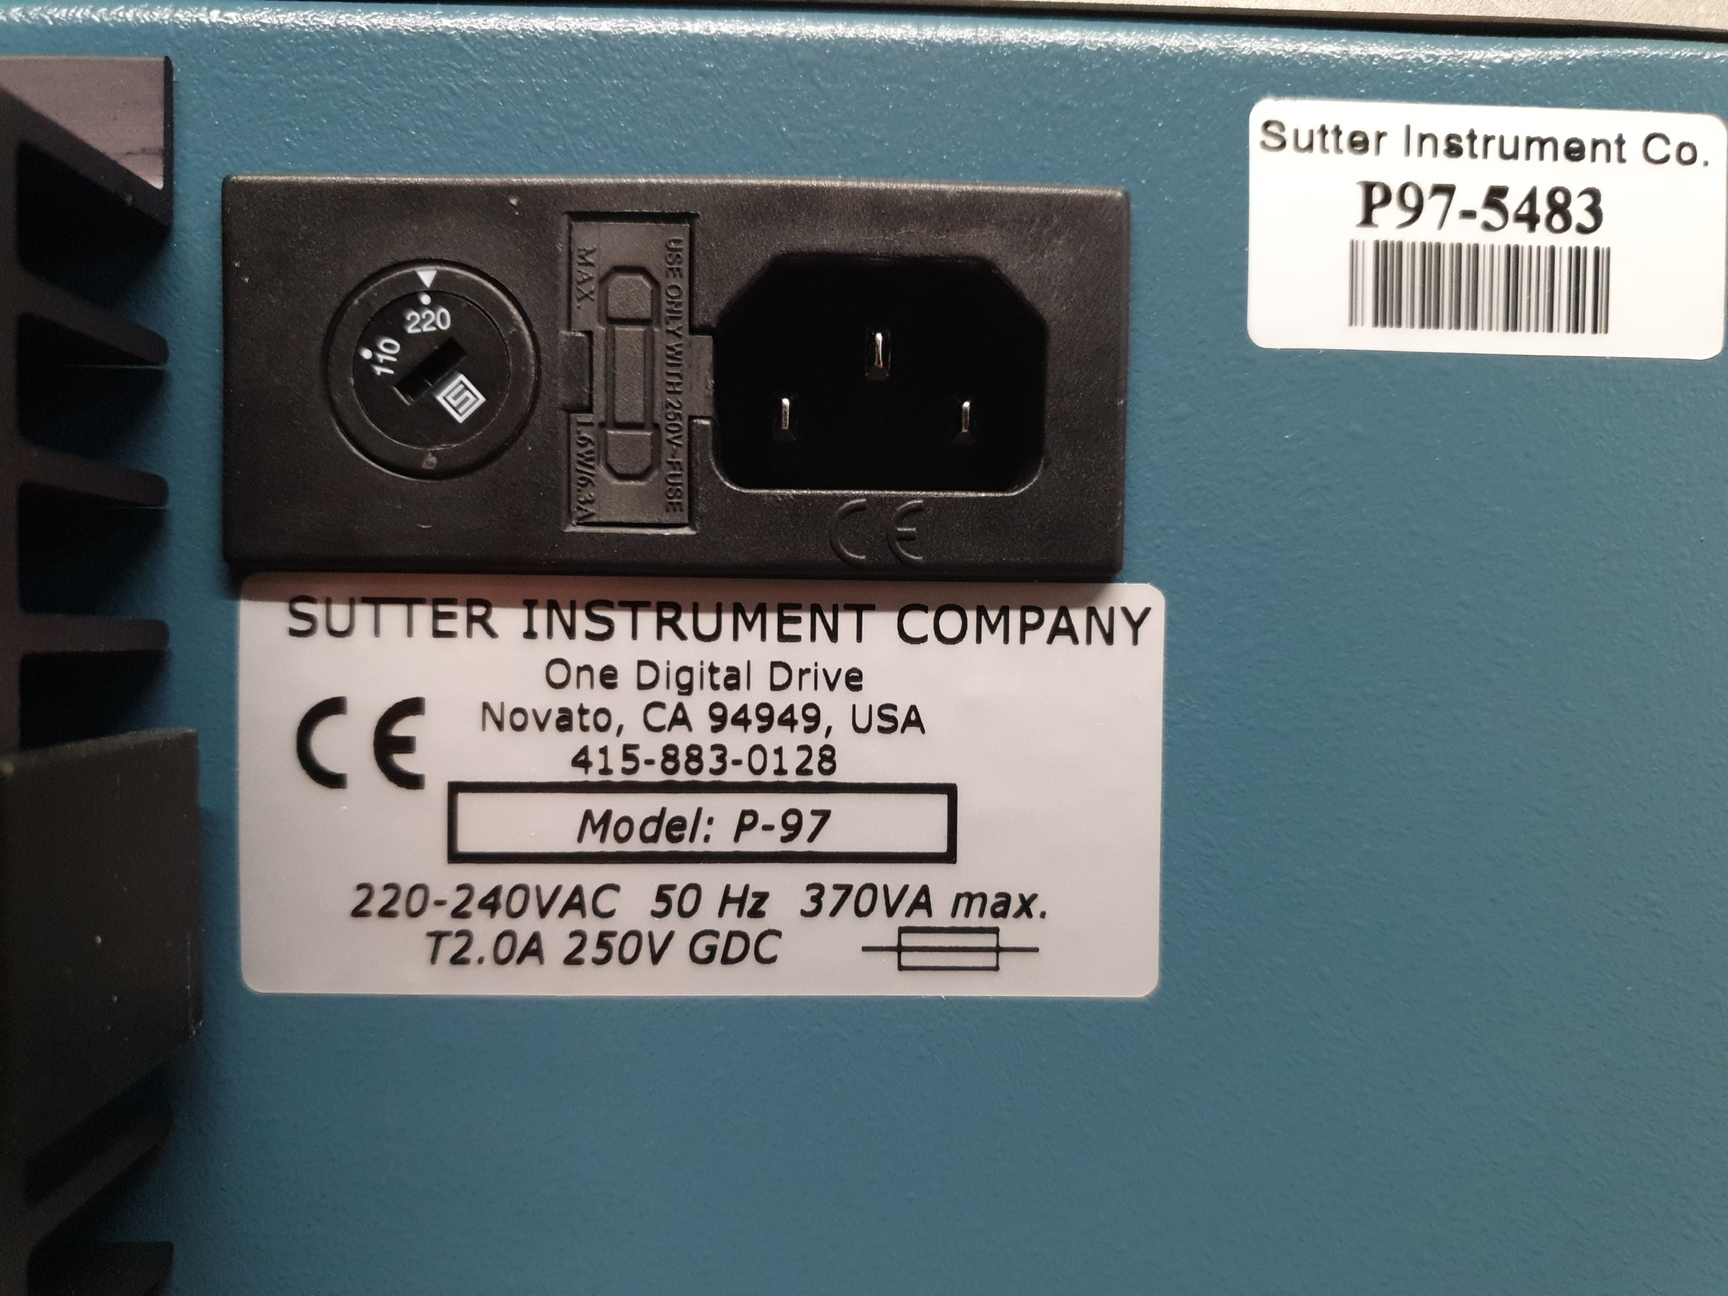 Sutter Instrument Co.
P97-5483
220
110
MAX. 1.6W/6.3A
USE ONLY WITH 250V~FUSE
CE
SUTTER INSTRUMENT COMPANY
One Digital Drive
Novato, CA 94949, USA
415-883-0128
CE
Model: P-97
220-240VAC 50 Hz 370VA max.
T2.0A 250V GDC